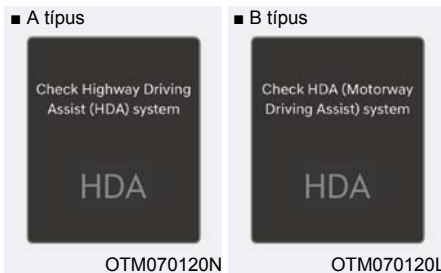 ■ A típus
Check Highway Driving
Assist (HDA) system
HDA
OTM070120N
■ B típus
Check HDA (Motorway
Driving Assist) system
HDA
OTM070120L